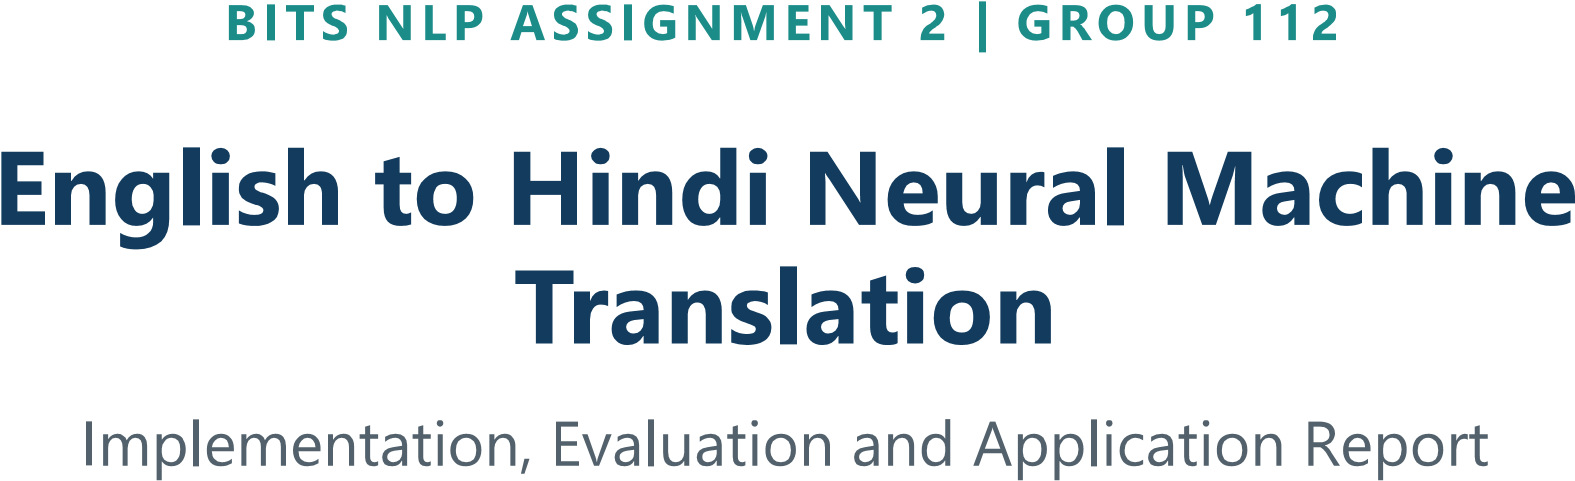 BITS NLP ASSIGNMENT 2 | GROUP 112
English to Hindi Neural Machine
Translation
Implementation, Evaluation and Application Report